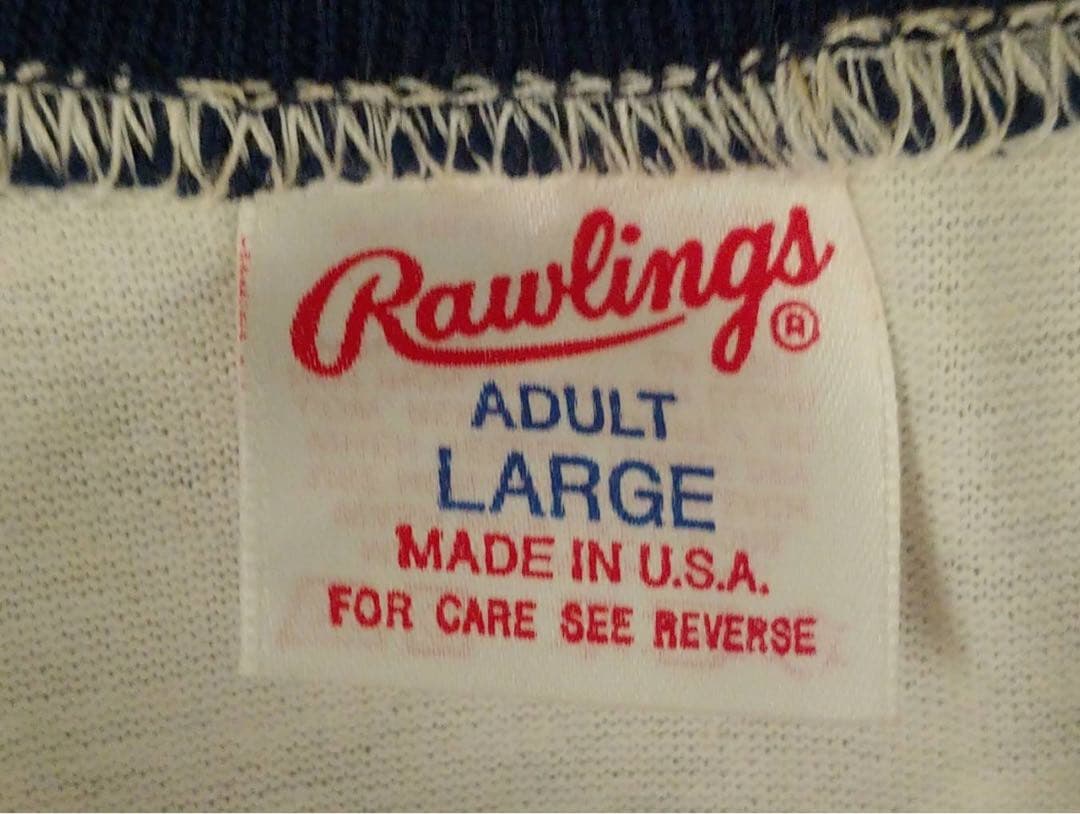 Rawlings®
ADULT
LARGE
MADE IN U.S.A.
FOR CARE SEE REVERSE